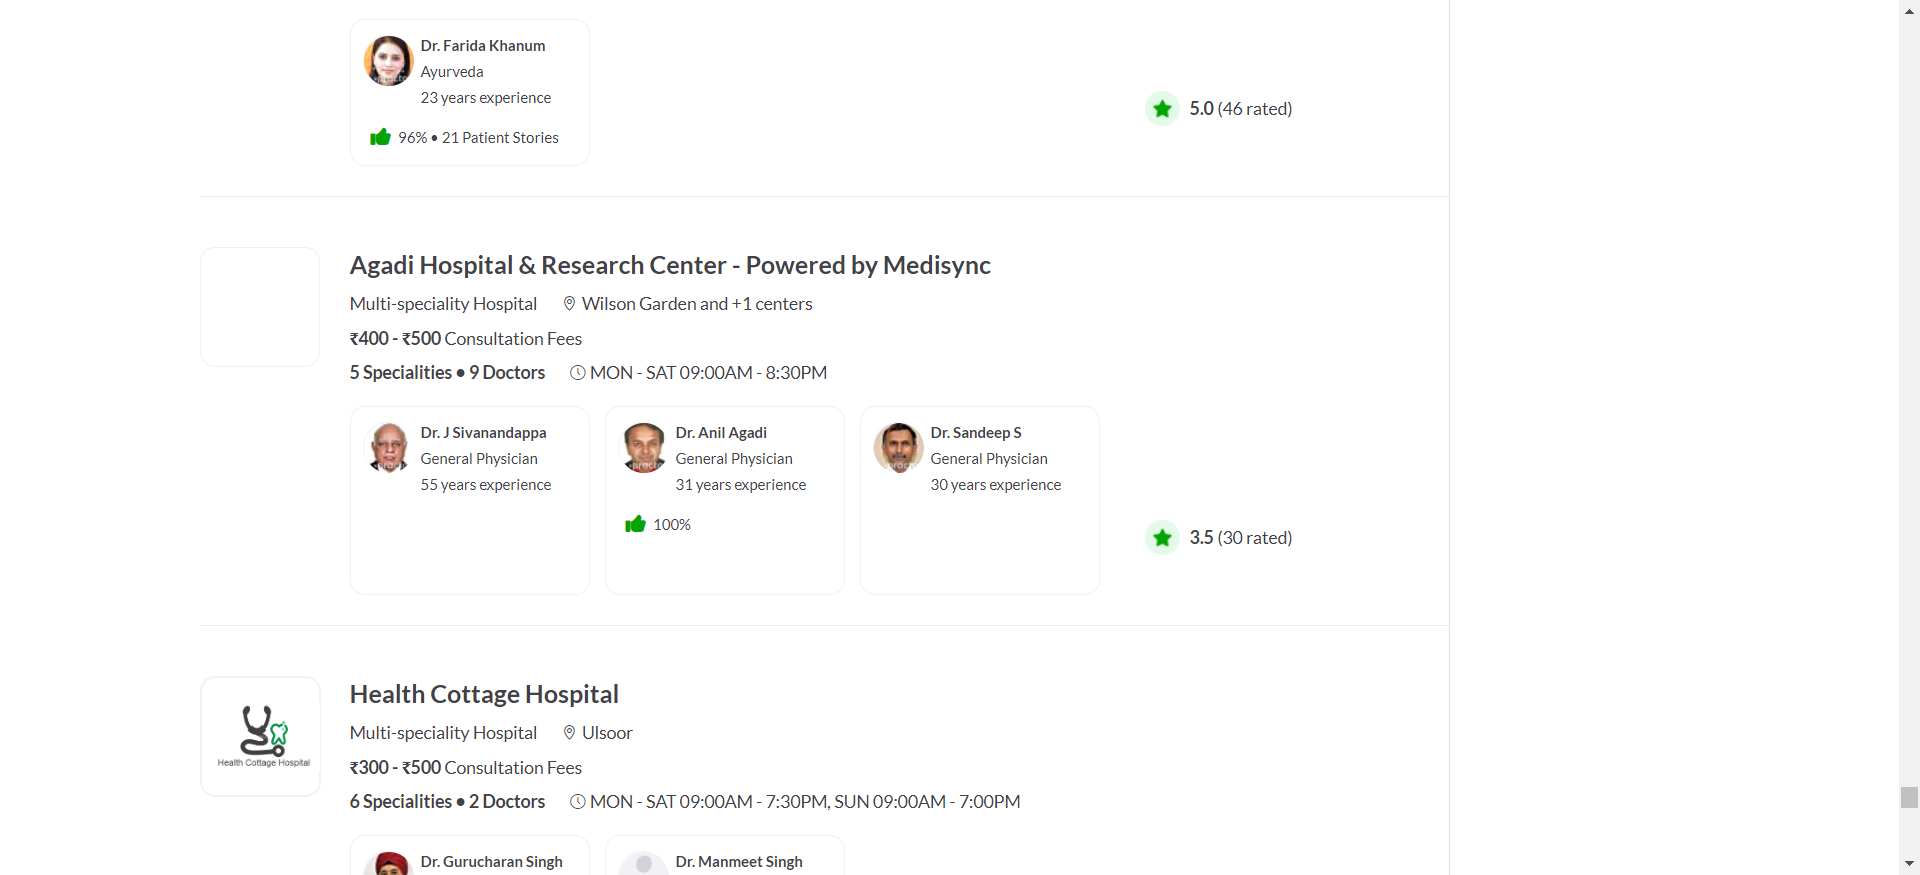 Dr. Farida Khanum
Ayurveda
23 years experience
96% • 21 Patient Stories
5.0 (46 rated)
Agadi Hospital & Research Center - Powered by Medisync
Multi-speciality Hospital Wilson Garden and +1 centers
₹400 - ₹500 Consultation Fees
5 Specialities • 9 Doctors MON - SAT 09:00AM - 8:30PM
Dr. J Sivanandappa
General Physician
55 years experience
Dr. Anil Agadi
General Physician
31 years experience
100%
Dr. Sandeep S
General Physician
30 years experience
3.5 (30 rated)
Health Cottage Hospital
Health Cottage Hospital
Multi-speciality Hospital Ulsoor
₹300 - ₹500 Consultation Fees
6 Specialities • 2 Doctors MON - SAT 09:00AM - 7:30PM, SUN 09:00AM - 7:00PM
Dr. Gurucharan Singh
Dr. Manmeet Singh